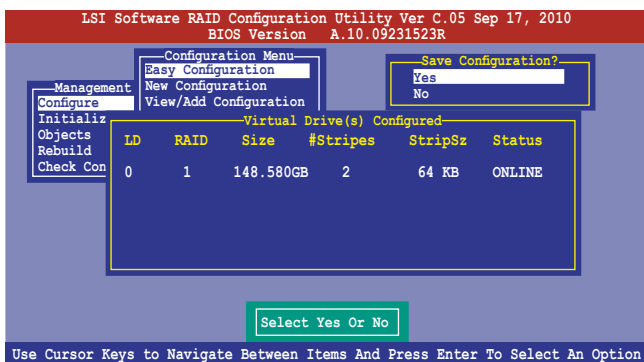 LSI Software RAID Configuration Utility Ver C.05 Sep 17, 2010
BIOS Version A.10.09231523R
Configuration Menu
Easy Configuration
New Configuration
View/Add Configuration
Save Configuration?
Yes
No
Management
Configure
Initializ
Objects
Rebuild
Check Con
Virtual Drive(s) Configured
LD RAID Size #Stripes StripSz Status
0 1 148.580GB 2 64 KB ONLINE
Select Yes Or No
Use Cursor Keys to Navigate Between Items And Press Enter To Select An Option